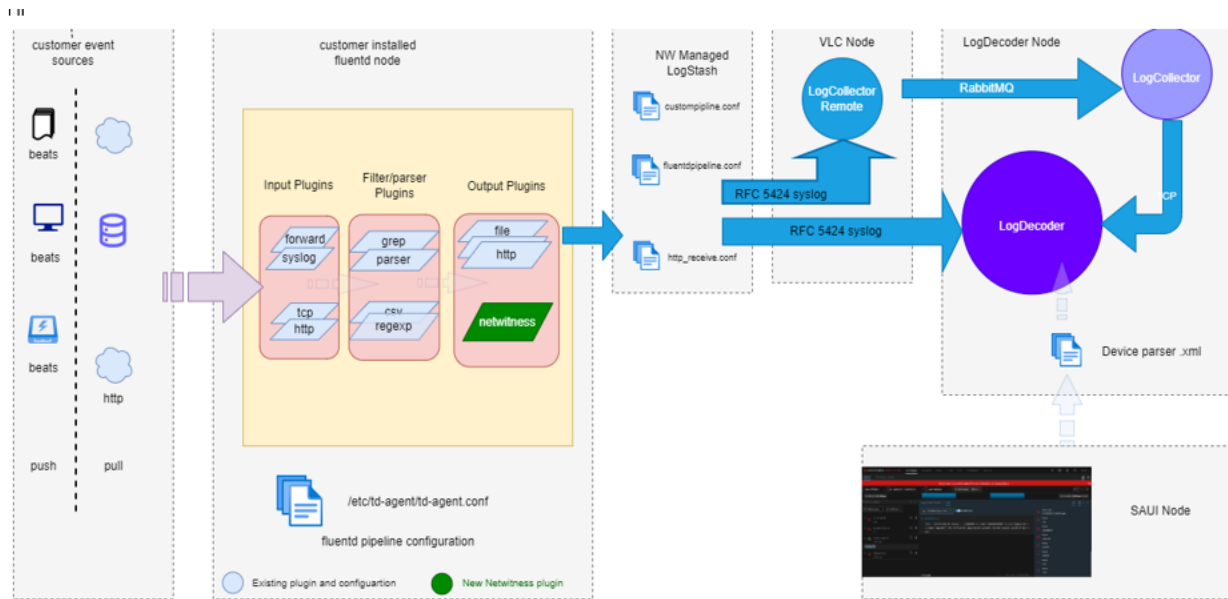 customer event
sources
beats
beats
beats
http
push
pull
customer installed
fluentd node
Input Plugins
forward
syslog
tcp
http
Filter/parser
Plugins
grep
parser
csv
regexp
Output Plugins
file
http
netwitness
/etc/td-agent/td-agent.conf
fluentd pipeline configuration
Existing plugin and configuartion
New Netwitness plugin
NW Managed
LogStash
custompipline.conf
fluentdpipeline.conf
http_receive.conf
RFC 5424 syslog
RFC 5424 syslog
VLC Node
LogCollector
Remote
RabbitMQ
LogDecoder Node
LogCollector
CP
LogDecoder
Device parser .xml
SAUI Node